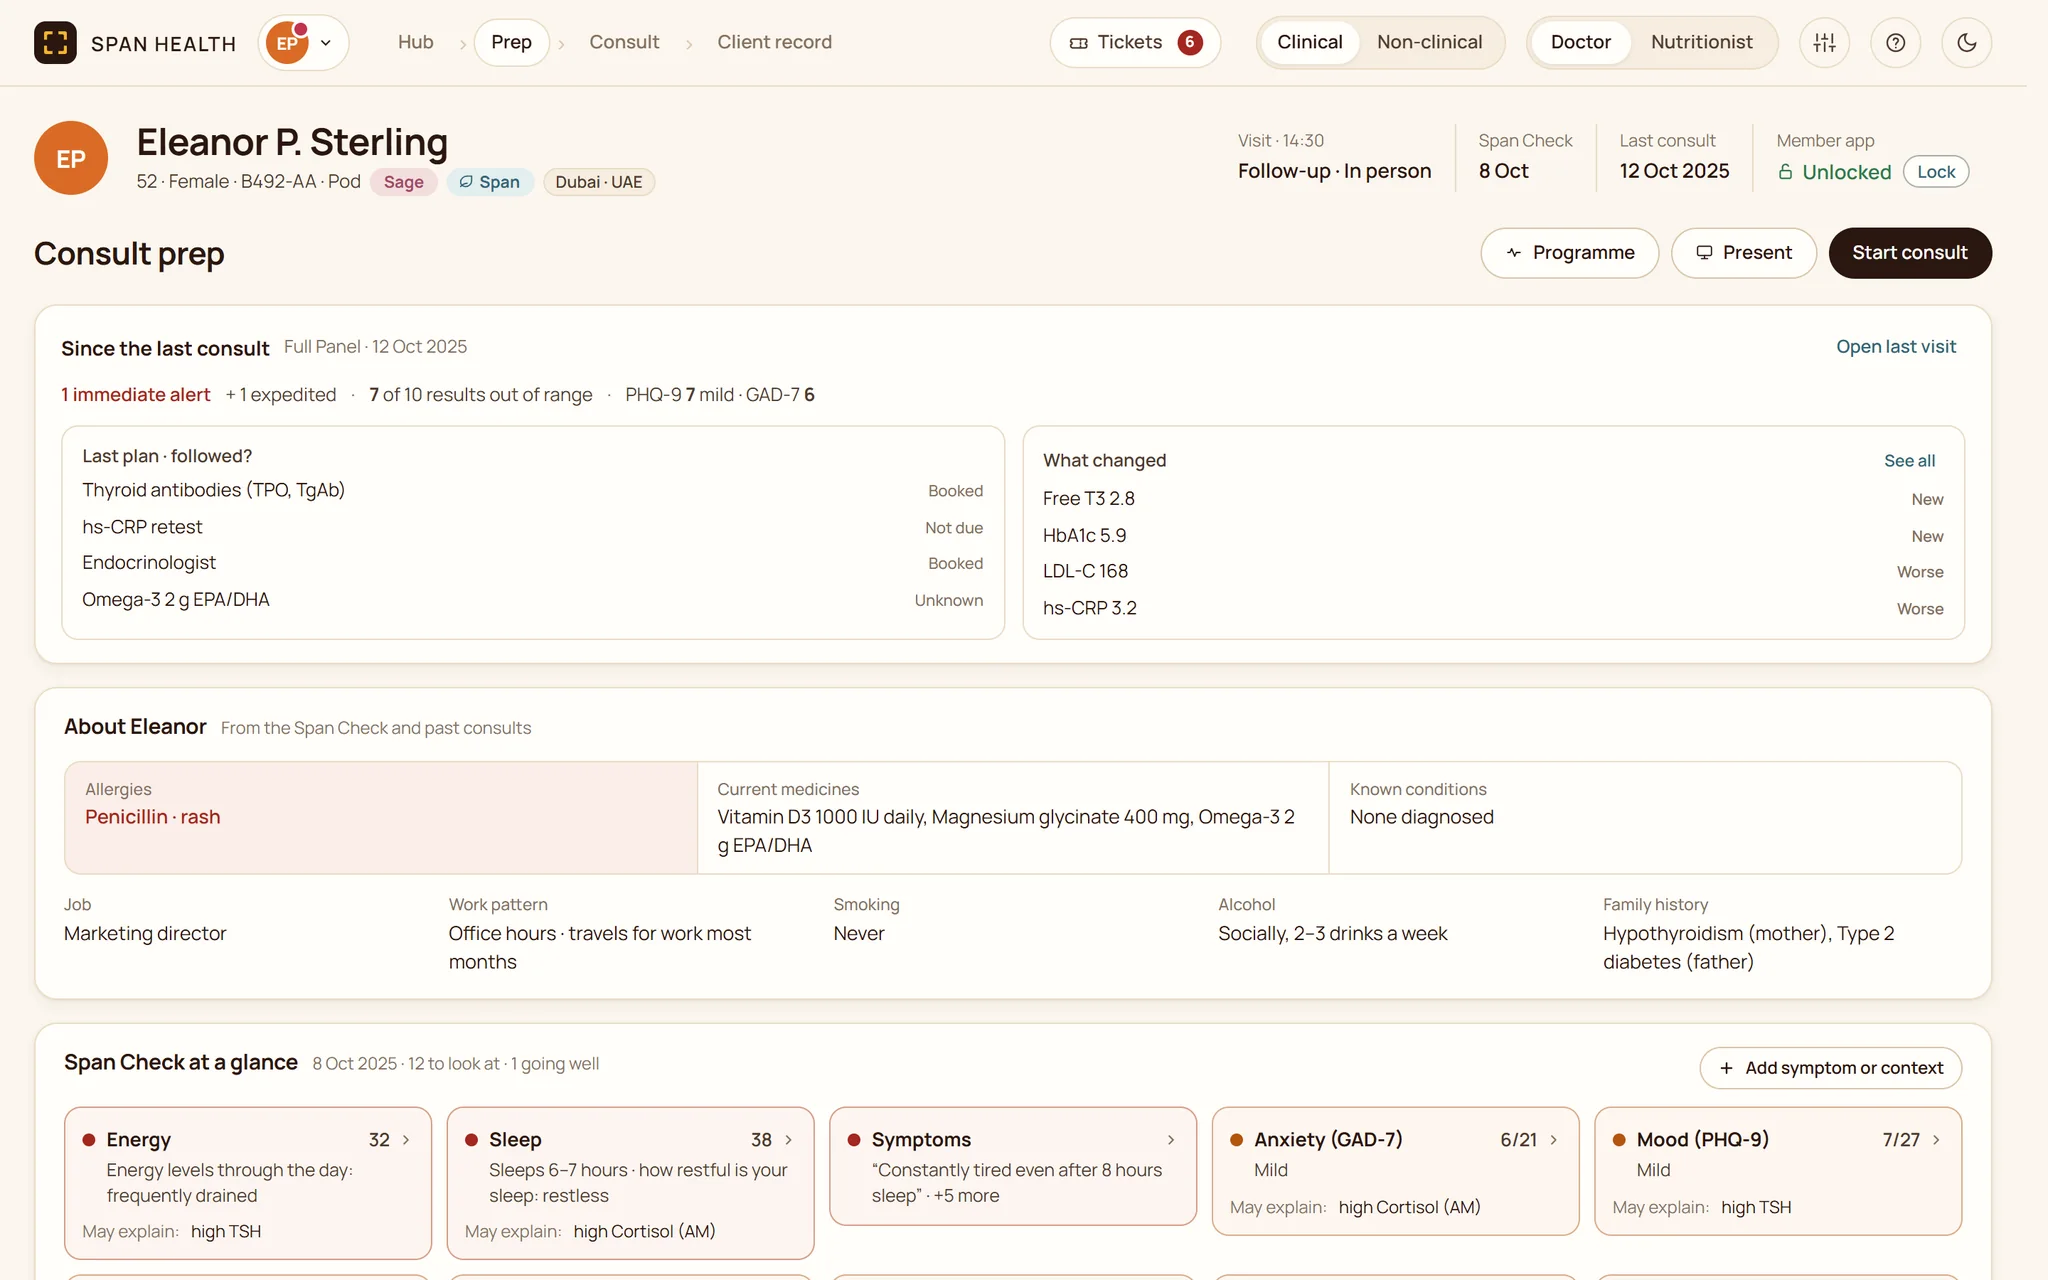 SPAN HEALTH
EP
Hub
Prep
Consult
Client record
Tickets 6
Clinical
Non-clinical
Doctor
Nutritionist
EP
Eleanor P. Sterling
52 · Female · B492-AA · Pod Sage Span Dubai · UAE
Visit · 14:30
Follow-up · In person
Span Check
8 Oct
Last consult
12 Oct 2025
Member app
Unlocked Lock
Consult prep
Programme
Present
Start consult
Since the last consult Full Panel · 12 Oct 2025
Open last visit
1 immediate alert + 1 expedited · 7 of 10 results out of range · PHQ-9 7 mild · GAD-7 6
Last plan · followed?
Thyroid antibodies (TPO, TgAb) Booked
hs-CRP retest Not due
Endocrinologist Booked
Omega-3 2 g EPA/DHA Unknown
What changed See all
Free T3 2.8 New
HbA1c 5.9 New
LDL-C 168 Worse
hs-CRP 3.2 Worse
About Eleanor From the Span Check and past consults
Allergies
Penicillin · rash
Current medicines
Vitamin D3 1000 IU daily, Magnesium glycinate 400 mg, Omega-3 2
g EPA/DHA
Known conditions
None diagnosed
Job
Marketing director
Work pattern
Office hours · travels for work most
months
Smoking
Never
Alcohol
Socially, 2–3 drinks a week
Family history
Hypothyroidism (mother), Type 2
diabetes (father)
Span Check at a glance 8 Oct 2025 · 12 to look at · 1 going well
+ Add symptom or context
Energy 32
Energy levels through the day:
frequently drained
May explain: high TSH
Sleep 38
Sleeps 6–7 hours · how restful is your
sleep: restless
May explain: high Cortisol (AM)
Symptoms
“Constantly tired even after 8 hours
sleep” · +5 more
Anxiety (GAD-7) 6/21
Mild
May explain: high Cortisol (AM)
Mood (PHQ-9) 7/27
Mild
May explain: high TSH